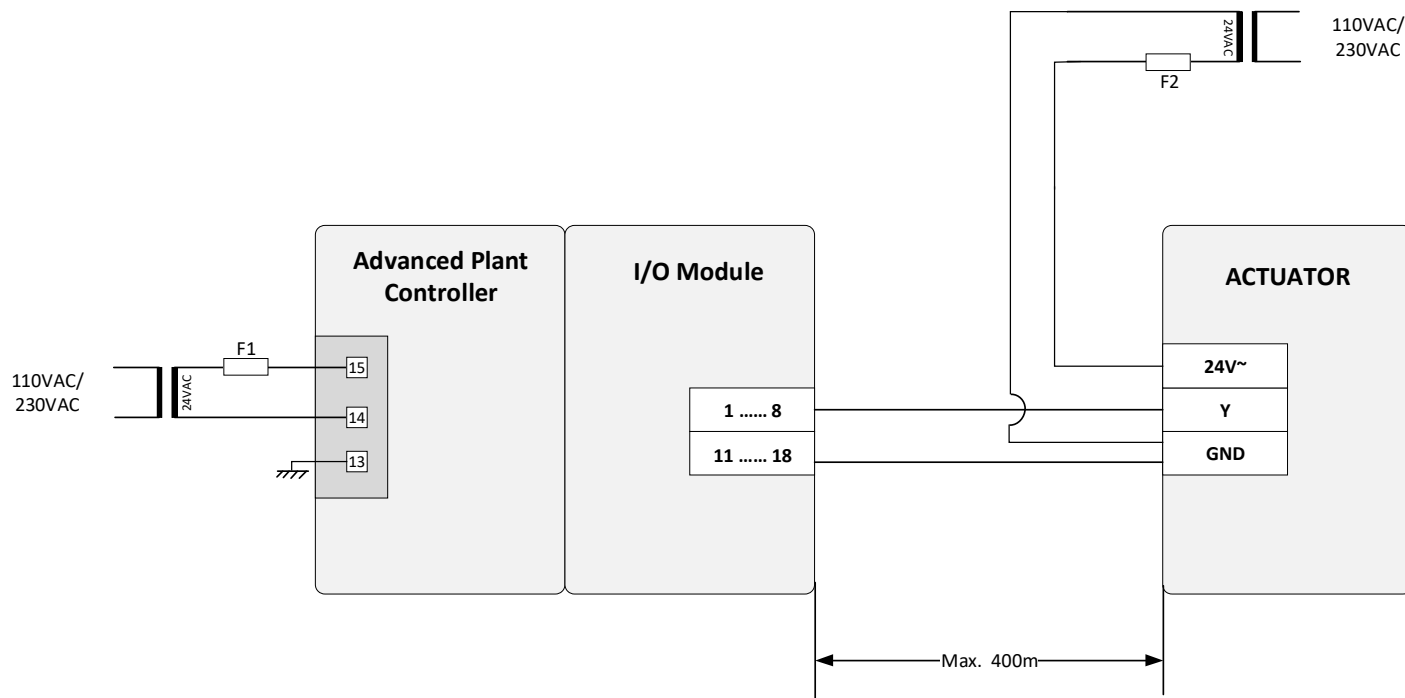 110VAC/
230VAC
24VAC
F2
Advanced Plant
Controller
I/O Module
ACTUATOR
F1
110VAC/
230VAC
24VAC
15
14
13
1 ...... 8
11 ...... 18
24V~
Y
GND
Max. 400m